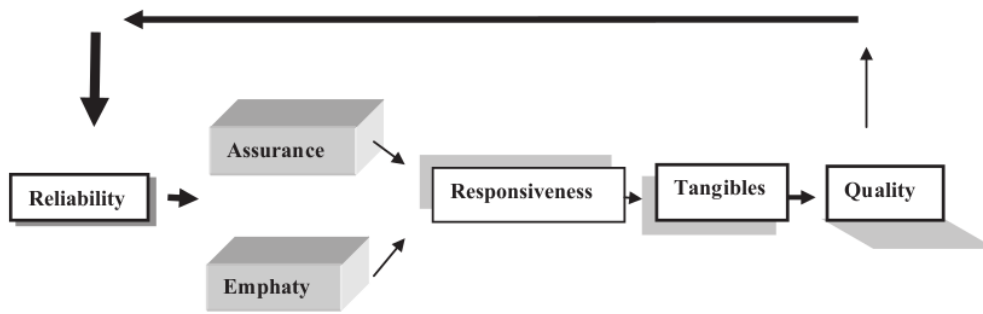 Assurance
Reliability
Responsiveness
Tangibles
Quality
Emphaty